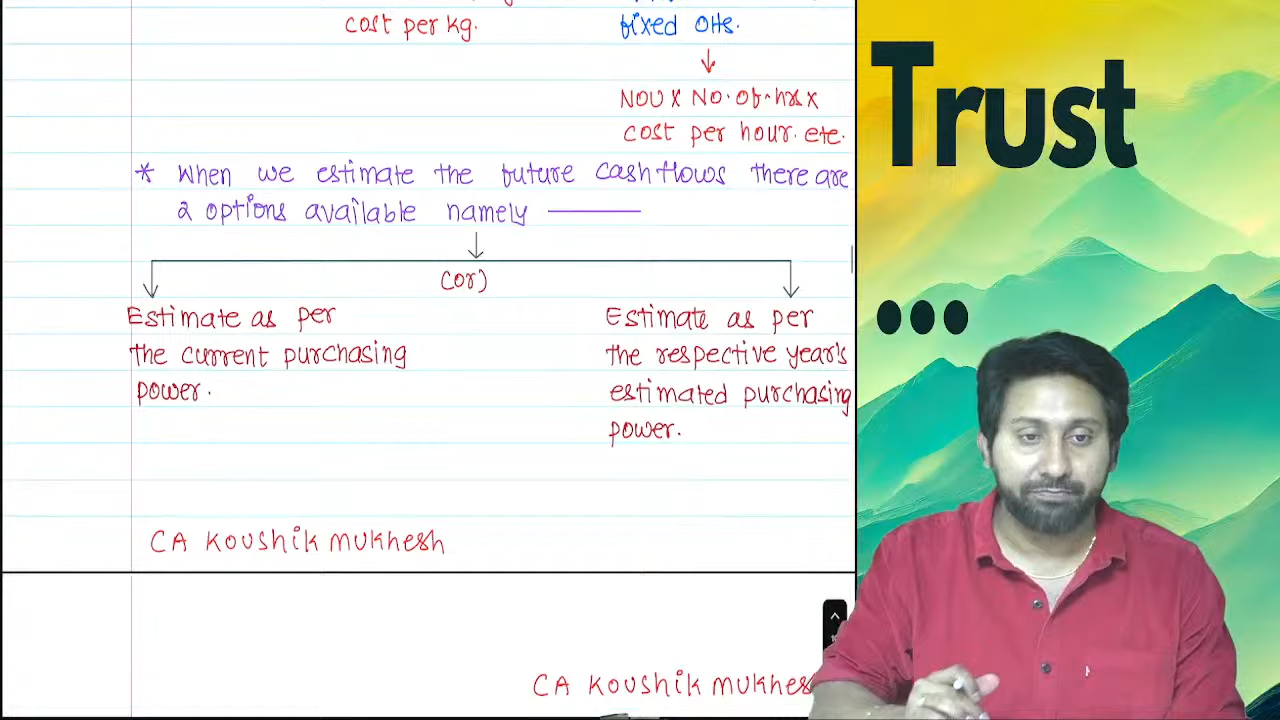 cost per kg.
fixed OHs.
NOU X No. of. hrs X
cost per hour. etc.
* When we estimate the future cashflows there are
2 options available namely
(or)
Estimate as per
the current purchasing
power.
Estimate as per
the respective year's
estimated purchasing
power.
CA KOUSHIK MUKHESH
CA KOUSHIK MUKHES
Trust
...